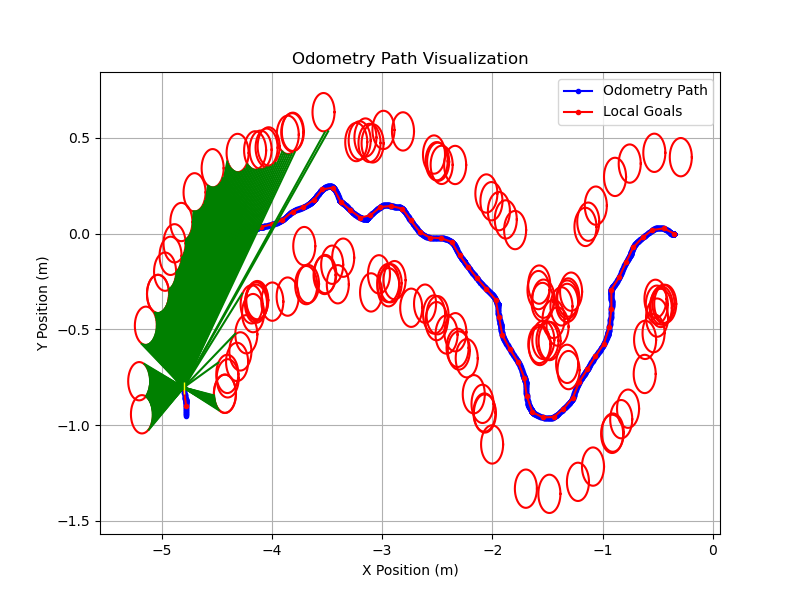 Odometry Path Visualization
Odometry Path
Local Goals
Y Position (m)
0.5
0.0
−0.5
−1.0
−1.5
−5
−4
−3
−2
−1
0
X Position (m)